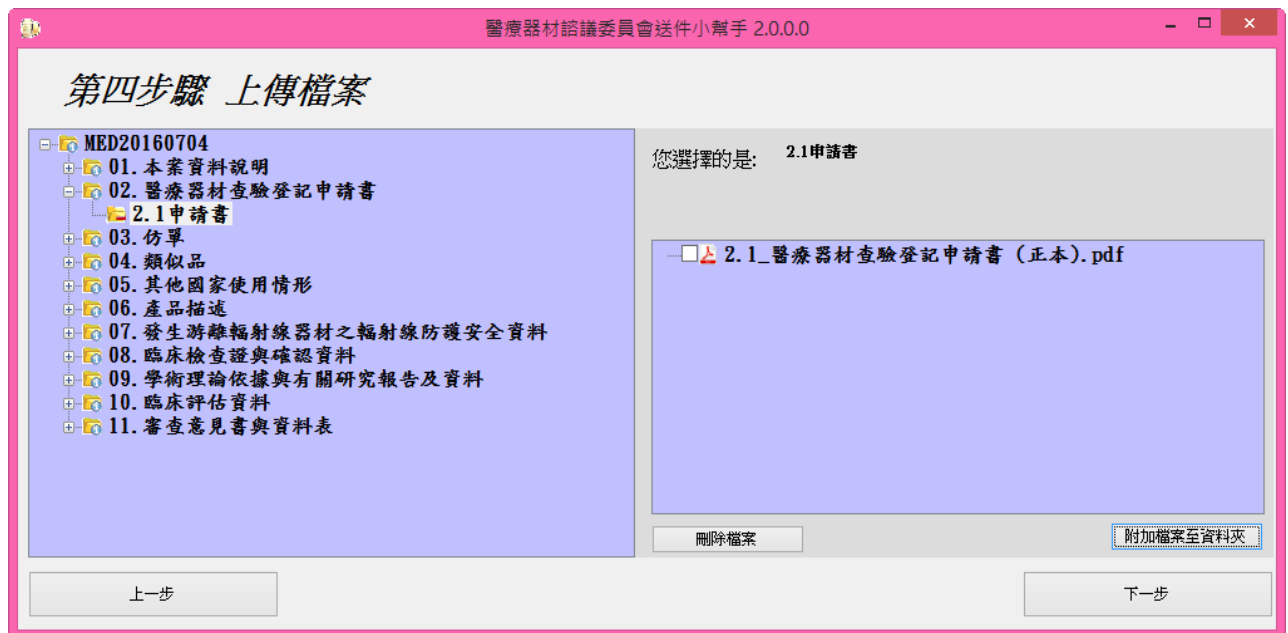 醫療器材諮議委員會送件小幫手 2.0.0.0
第四步驟 上傳檔案
MED20160704
01. 本案資料說明
02. 醫療器材查驗登記申請書
2.1申請書
03. 仿單
04. 類似品
05. 其他國家使用情形
06. 產品描述
07. 發生游離輻射線器材之輻射線防護安全資料
08. 臨床檢查證與確認資料
09. 學術理論依據與有關研究報告及資料
10. 臨床評估資料
11. 審查意見書與資料表
您選擇的是: 2.1申請書
2.1_醫療器材查驗登記申請書 (正本).pdf
刪除檔案
附加檔案至資料夾
上一步
下一步